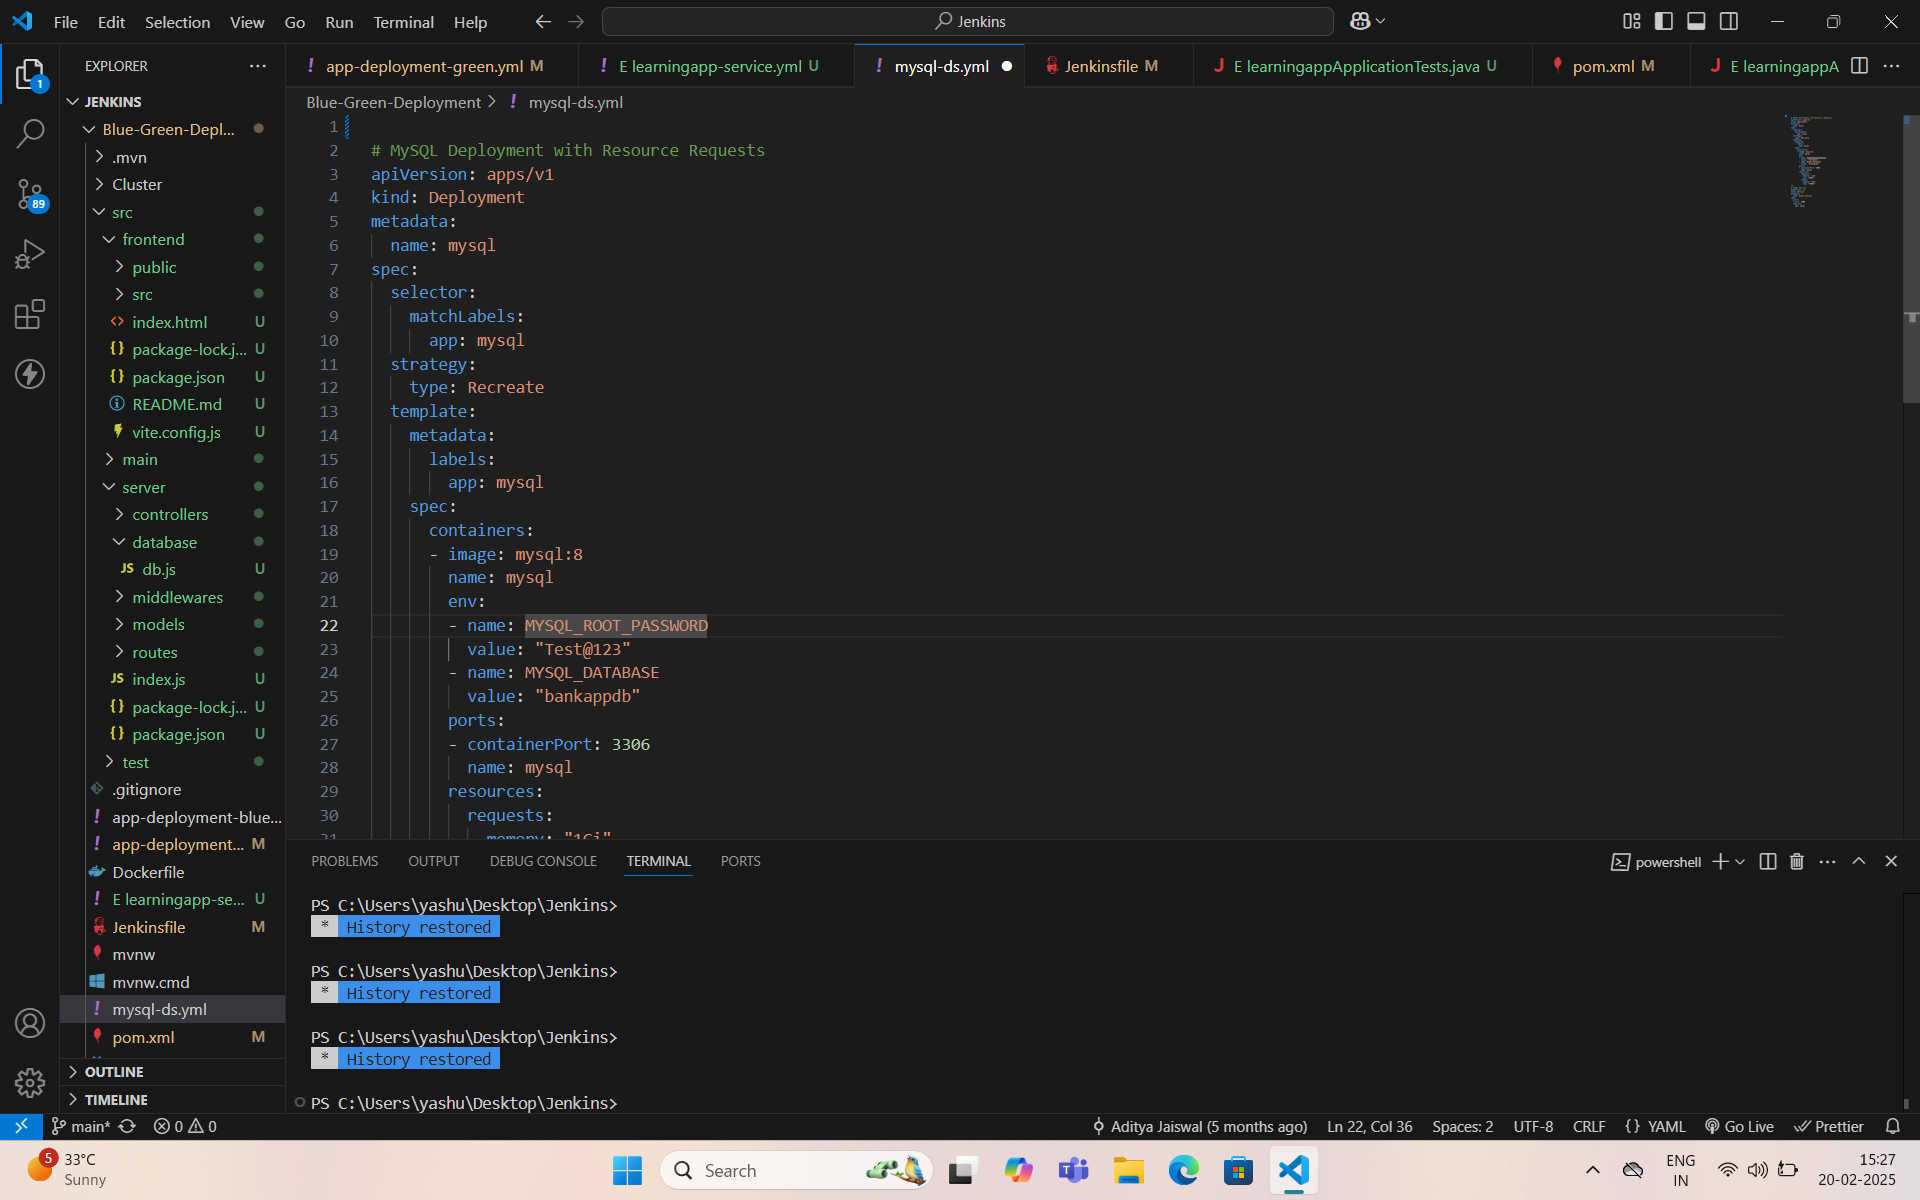 File Edit Selection View Go Run Terminal Help
Jenkins
EXPLORER
app-deployment-green.yml M
E learningapp-service.yml U
mysql-ds.yml
Jenkinsfile M
E learningappApplicationTests.java U
pom.xml M
E learningappA
1
89
JENKINS
Blue-Green-Depl...
.mvn
Cluster
src
frontend
public
src
index.html U
package-lock.j... U
package.json U
README.md U
vite.config.js U
main
server
controllers
database
db.js U
middlewares
models
routes
index.js U
package-lock.j... U
package.json U
test
.gitignore
app-deployment-blue...
app-deployment... M
Dockerfile
E learningapp-se... U
Jenkinsfile M
mvnw
mvnw.cmd
mysql-ds.yml
pom.xml M
OUTLINE
TIMELINE
Blue-Green-Deployment > ! mysql-ds.yml
1
2 # MySQL Deployment with Resource Requests
3 apiVersion: apps/v1
4 kind: Deployment
5 metadata:
6 name: mysql
7 spec:
8 selector:
9 matchLabels:
10 app: mysql
11 strategy:
12 type: Recreate
13 template:
14 metadata:
15 labels:
16 app: mysql
17 spec:
18 containers:
19 - image: mysql:8
20 name: mysql
21 env:
22 - name: MYSQL_ROOT_PASSWORD
23 value: "Test@123"
24 - name: MYSQL_DATABASE
25 value: "bankappdb"
26 ports:
27 - containerPort: 3306
28 name: mysql
29 resources:
30 requests:
31 memory: "1Gi"
PROBLEMS OUTPUT DEBUG CONSOLE TERMINAL PORTS
powershell
PS C:\Users\yashu\Desktop\Jenkins>
* History restored
PS C:\Users\yashu\Desktop\Jenkins>
* History restored
PS C:\Users\yashu\Desktop\Jenkins>
* History restored
PS C:\Users\yashu\Desktop\Jenkins>
main* 0 0
Aditya Jaiswal (5 months ago) Ln 22, Col 36 Spaces: 2 UTF-8 CRLF {} YAML Go Live Prettier
5
33°C
Sunny
Search
ENG
IN
15:27
20-02-2025